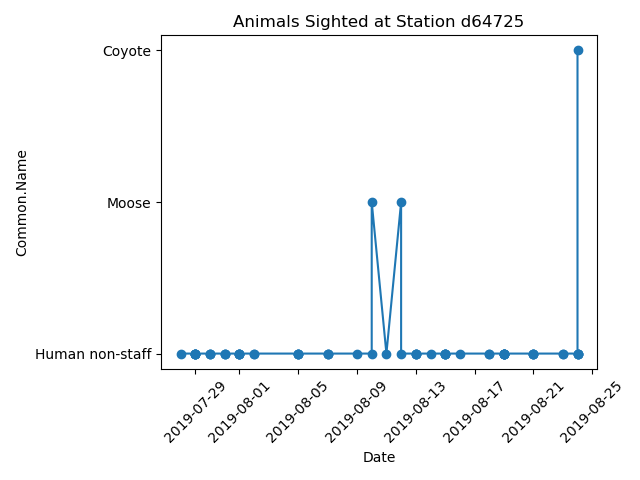 Animals Sighted at Station d64725
Coyote
Moose
Human non-staff
Common.Name
2019-07-29
2019-08-01
2019-08-05
2019-08-09
2019-08-13
2019-08-17
2019-08-21
2019-08-25
Date